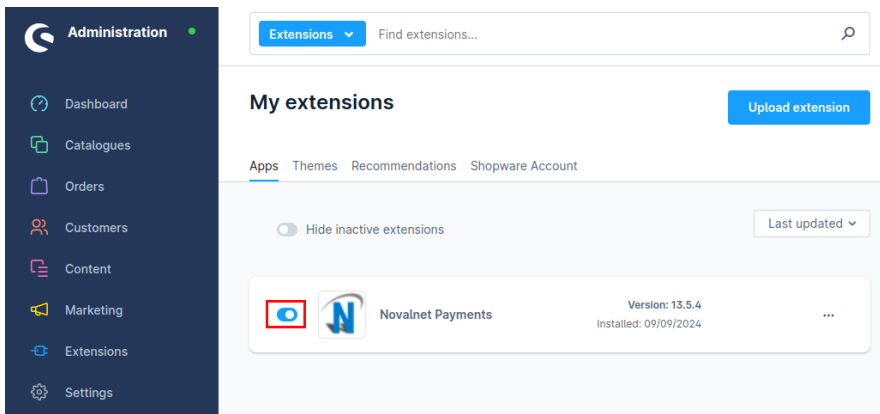 Administration
Dashboard
Catalogues
Orders
Customers
Content
Marketing
Extensions
Settings
Extensions
Find extensions...
My extensions
Upload extension
Apps Themes Recommendations Shopware Account
Hide inactive extensions
Last updated
Novalnet Payments
Version: 13.5.4
Installed: 09/09/2024